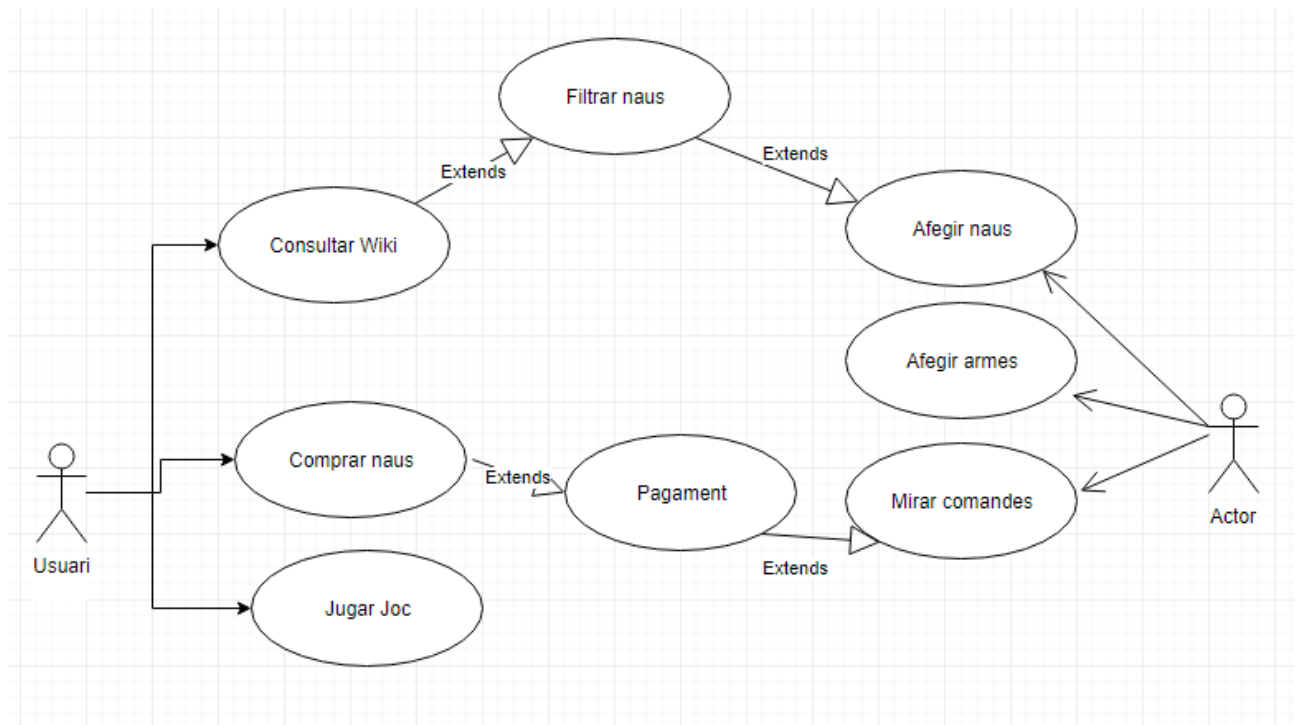 Filtrar naus
Extends
Extends
Consultar Wiki
Afegir naus
Afegir armes
Comprar naus
Extends
Pagament
Mirar comandes
Actor
Usuari
Extends
Jugar Joc